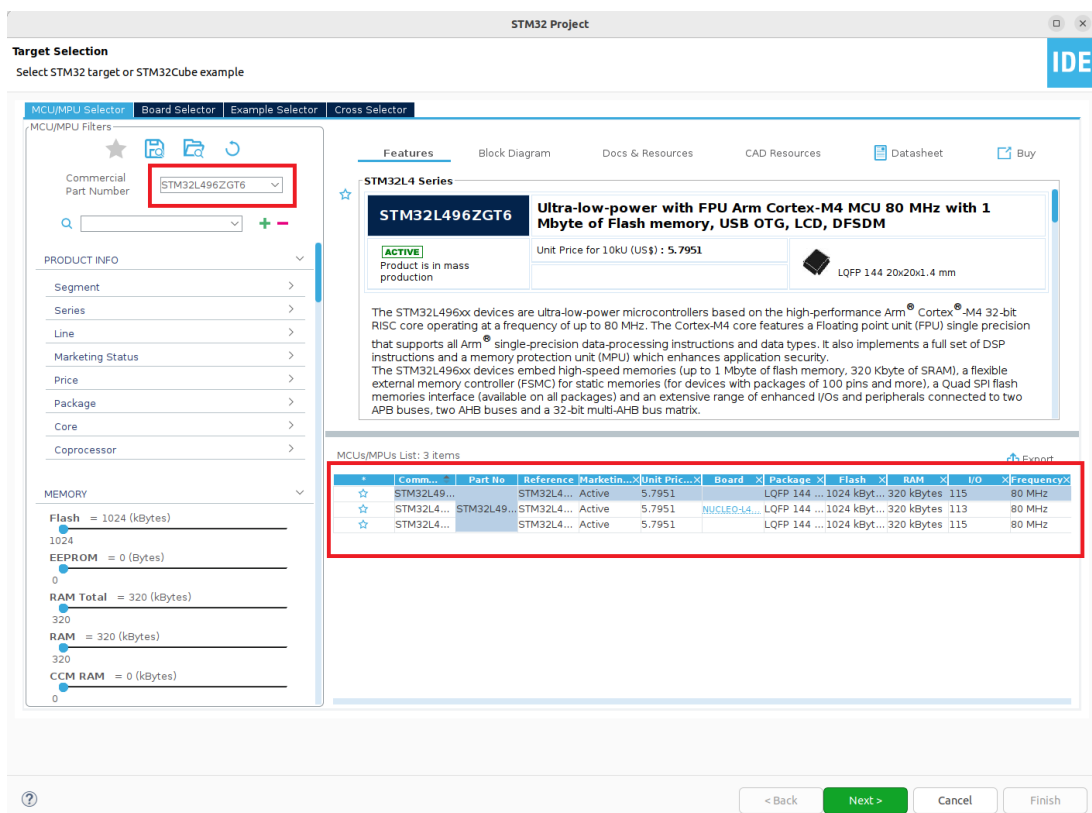 STM32 Project
Target Selection
Select STM32 target or STM32Cube example
IDE
MCU/MPU Selector Board Selector Example Selector Cross Selector
MCU/MPU Filters
Commercial
Part Number
STM32L496ZGT6
PRODUCT INFO
Segment
Series
Line
Marketing Status
Price
Package
Core
Coprocessor
MEMORY
Flash = 1024 (kBytes)
1024
EEPROM = 0 (Bytes)
0
RAM Total = 320 (kBytes)
320
RAM = 320 (kBytes)
320
CCM RAM = 0 (kBytes)
0
Features Block Diagram Docs & Resources CAD Resources Datasheet Buy
STM32L4 Series
STM32L496ZGT6
Ultra-low-power with FPU Arm Cortex-M4 MCU 80 MHz with 1
Mbyte of Flash memory, USB OTG, LCD, DFSDM
ACTIVE
Product is in mass
production
Unit Price for 10kU (US$) : 5.7951
LQFP 144 20x20x1.4 mm
The STM32L496xx devices are ultra-low-power microcontrollers based on the high-performance Arm® Cortex®-M4 32-bit
RISC core operating at a frequency of up to 80 MHz. The Cortex-M4 core features a Floating point unit (FPU) single precision
that supports all Arm® single-precision data-processing instructions and data types. It also implements a full set of DSP
instructions and a memory protection unit (MPU) which enhances application security.
The STM32L496xx devices embed high-speed memories (up to 1 Mbyte of flash memory, 320 Kbyte of SRAM), a flexible
external memory controller (FSMC) for static memories (for devices with packages of 100 pins and more), a Quad SPI flash
memories interface (available on all packages) and an extensive range of enhanced I/Os and peripherals connected to two
APB buses, two AHB buses and a 32-bit multi-AHB bus matrix.
MCUs/MPUs List: 3 items
Export
* Comm... Part No Reference Marketin...X Unit Pric...X Board X Package X Flash X RAM X I/O X Frequency X
STM32L49... STM32L4... Active 5.7951 LQFP 144 ... 1024 kByt... 320 kBytes 115 80 MHz
STM32L4... STM32L49... STM32L4... Active 5.7951 NUCLEO-L4... LQFP 144 ... 1024 kByt... 320 kBytes 113 80 MHz
STM32L4... STM32L4... Active 5.7951 LQFP 144 ... 1024 kByt... 320 kBytes 115 80 MHz
? < Back Next > Cancel Finish